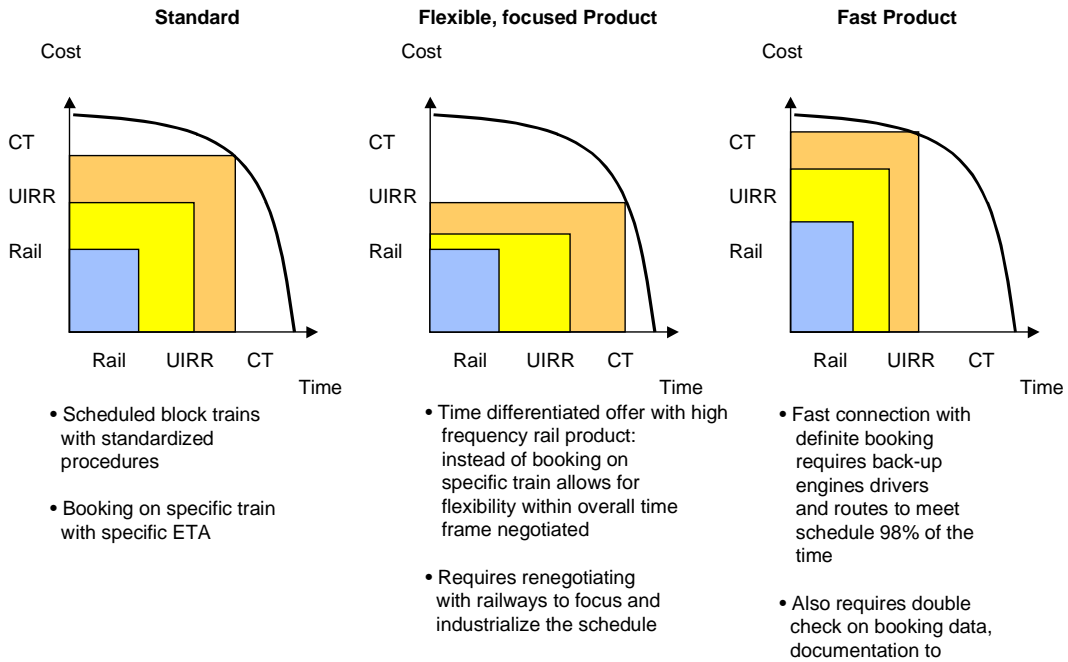 Standard
Cost
CT
UIRR
Rail
Rail UIRR CT
Time
• Scheduled block trains
with standardized
procedures
• Booking on specific train
with specific ETA
Flexible, focused Product
Cost
CT
UIRR
Rail
Rail UIRR CT
Time
• Time differentiated offer with high
frequency rail product:
instead of booking on
specific train allows for
flexibility within overall time
frame negotiated
• Requires renegotiating
with railways to focus and
industrialize the schedule
Fast Product
Cost
CT
UIRR
Rail
Rail UIRR CT
Time
• Fast connection with
definite booking
requires back-up
engines drivers
and routes to meet
schedule 98% of the
time
• Also requires double
check on booking data,
documentation to